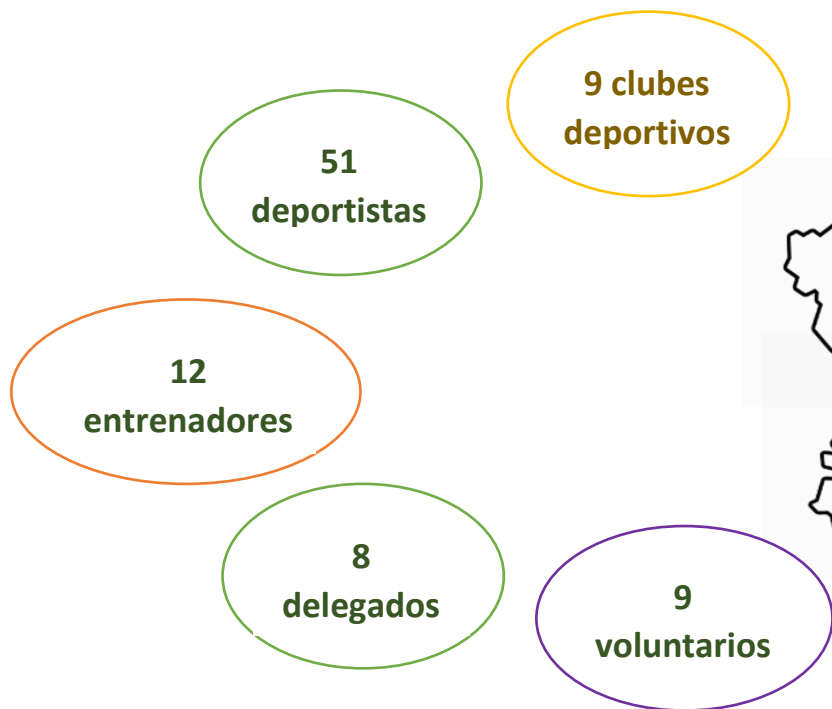 9 clubes
deportivos
51
deportistas
12
entrenadores
8
delegados
9
voluntarios